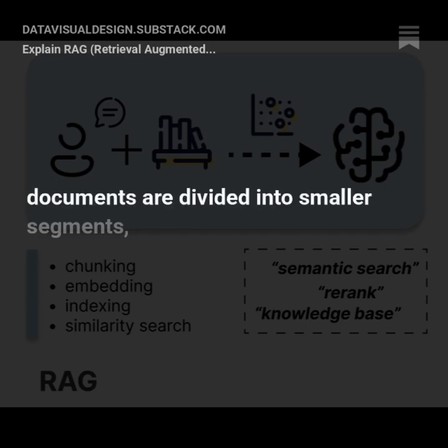 DATAVISUALDESIGN.SUBSTACK.COM
Explain RAG (Retrieval Augmented...
documents are divided into smaller
segments,
• chunking
• embedding
• indexing
• similarity search
“semantic search”
“rerank”
“knowledge base”
RAG